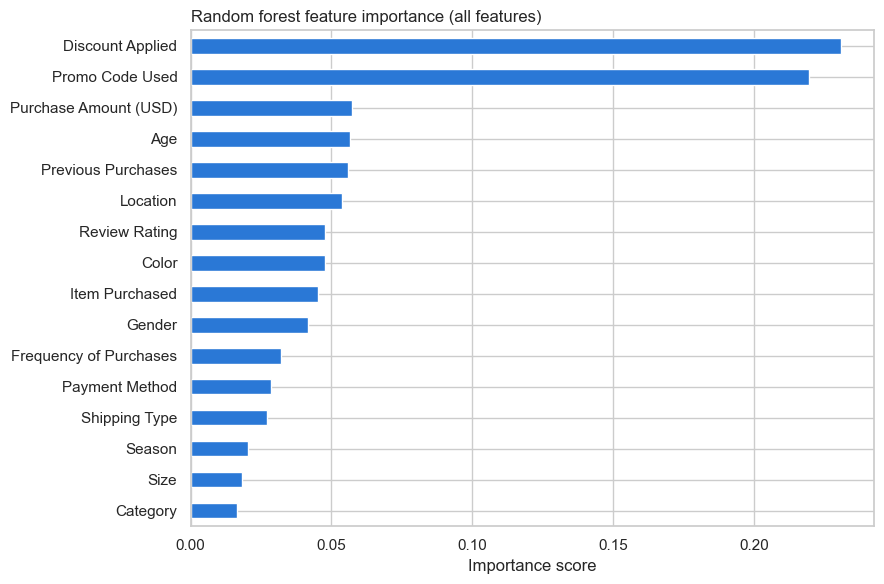 Random forest feature importance (all features)
Discount Applied
Promo Code Used
Purchase Amount (USD)
Age
Previous Purchases
Location
Review Rating
Color
Item Purchased
Gender
Frequency of Purchases
Payment Method
Shipping Type
Season
Size
Category
0.00 0.05 0.10 0.15 0.20
Importance score